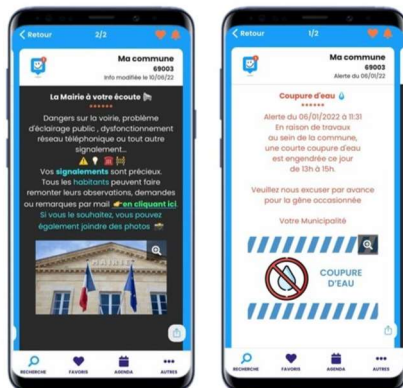 Retour
2/2
Ma commune
69003
Info modifiée le 10/06/22
La Mairie à votre écoute
******
Dangers sur la voirie, problème
d'éclairage public , dysfonctionnement
réseau téléphonique ou tout autre
signalement...
Vos signalements sont précieux.
Tous les habitants peuvent faire
remonter leurs observations, demandes
ou remarques par mail en cliquant ici.
Si vous le souhaitez, vous pouvez
également joindre des photos
MAIRIE
RECHERCHE
FAVORIS
AGENDA
AUTRES
Retour
1/2
Ma commune
69003
Alerte du 06/01/22
Coupure d'eau
******
Alerte du 06/01/2022 à 11:31
En raison de travaux
au sein de la commune,
une courte coupure d'eau
est engendrée ce jour
de 13h à 15h.
Veuillez nous excuser par avance
pour la gêne occasionnée
Votre Municipalité
COUPURE
D'EAU
RECHERCHE
FAVORIS
AGENDA
AUTRES